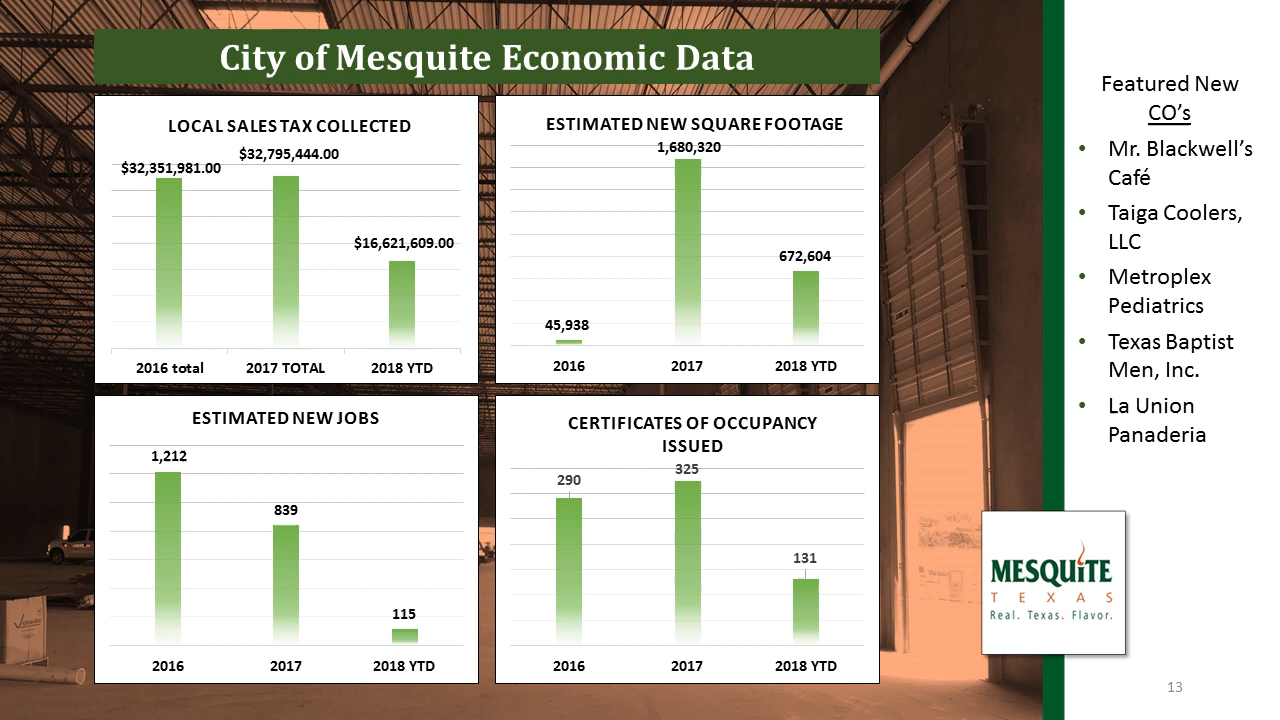 City of Mesquite Economic Data
LOCAL SALES TAX COLLECTED
$32,351,981.00
$32,795,444.00
$16,621,609.00
2016 total
2017 TOTAL
2018 YTD
ESTIMATED NEW SQUARE FOOTAGE
1,680,320
672,604
45,938
2016
2017
2018 YTD
ESTIMATED NEW JOBS
1,212
839
115
2016
2017
2018 YTD
CERTIFICATES OF OCCUPANCY
ISSUED
290
325
131
2016
2017
2018 YTD
Featured New
CO's
• Mr. Blackwell's
Café
• Taiga Coolers,
LLC
• Metroplex
Pediatrics
• Texas Baptist
Men, Inc.
• La Union
Panaderia
MESQUiTE
TEXAS
Real. Texas. Flavor.
13